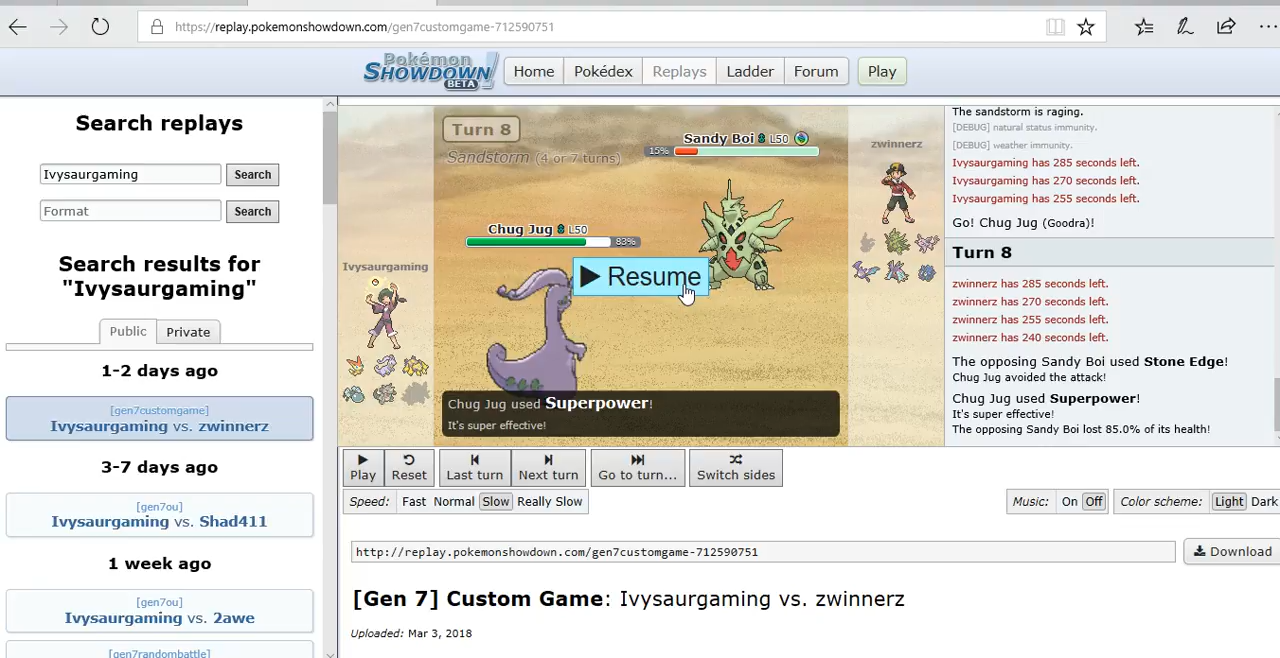 https://replay.pokemonshowdown.com/gen7customgame-712590751
Pokémon
SHOWDOWN
BETA
Home
Pokédex
Replays
Ladder
Forum
Play
Search replays
Ivysaurgaming
Search
Format
Search
Search results for
"Ivysaurgaming"
Public
Private
1-2 days ago
[gen7customgame]
Ivysaurgaming vs. zwinnerz
3-7 days ago
[gen7ou]
Ivysaurgaming vs. Shad411
1 week ago
[gen7ou]
Ivysaurgaming vs. 2awe
[gen7randombattle]
Turn 8
Sandstorm (4 or 7 turns)
Sandy Boi L50
15%
zwinnerz
Chug Jug L50
83%
Ivysaurgaming
Resume
Chug Jug used Superpower!
It's super effective!
The sandstorm is raging.
[DEBUG] natural status immunity.
[DEBUG] weather immunity.
Ivysaurgaming has 285 seconds left.
Ivysaurgaming has 270 seconds left.
Ivysaurgaming has 255 seconds left.
Go! Chug Jug (Goodra)!
Turn 8
zwinnerz has 285 seconds left.
zwinnerz has 270 seconds left.
zwinnerz has 255 seconds left.
zwinnerz has 240 seconds left.
The opposing Sandy Boi used Stone Edge!
Chug Jug avoided the attack!
Chug Jug used Superpower!
It's super effective!
The opposing Sandy Boi lost 85.0% of its health!
Play
Reset
Last turn
Next turn
Go to turn...
Switch sides
Speed: Fast Normal Slow Really Slow
Music: On Off
Color scheme: Light Dark
http://replay.pokemonshowdown.com/gen7customgame-712590751
Download
[Gen 7] Custom Game: Ivysaurgaming vs. zwinnerz
Uploaded: Mar 3, 2018